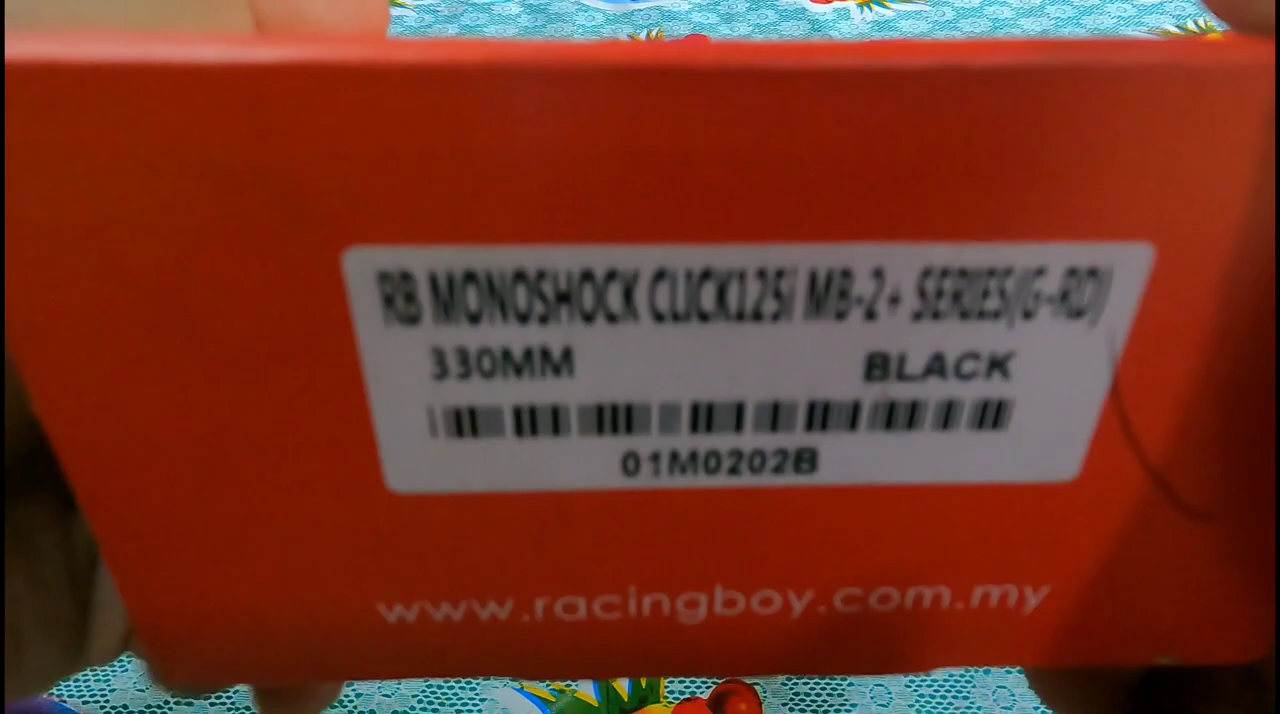 RB MONOSHOCK CLICK125i MB-2+ SERIES(G-RD)
330MM BLACK
01M0202B
www.racingboy.com.my